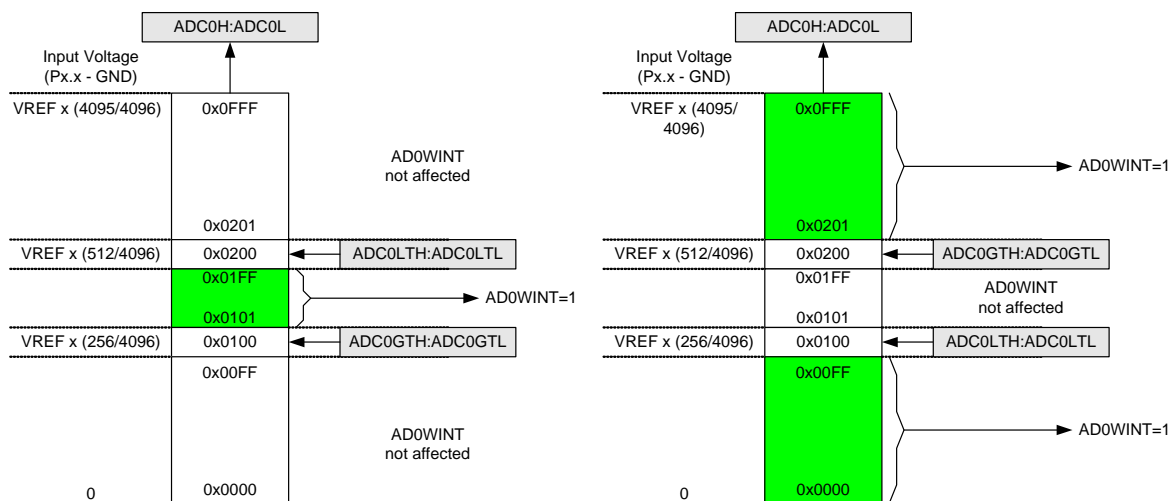 ADC0H:ADC0L
Input Voltage
(Px.x - GND)
VREF x (4095/4096)
0x0FFF
AD0WINT
not affected
0x0201
VREF x (512/4096)
0x0200
ADC0LTH:ADC0LTL
0x01FF
AD0WINT=1
0x0101
VREF x (256/4096)
0x0100
ADC0GTH:ADC0GTL
0x00FF
AD0WINT
not affected
0
0x0000
ADC0H:ADC0L
Input Voltage
(Px.x - GND)
VREF x (4095/
4096)
0x0FFF
AD0WINT=1
0x0201
VREF x (512/4096)
0x0200
ADC0GTH:ADC0GTL
0x01FF
AD0WINT
not affected
0x0101
VREF x (256/4096)
0x0100
ADC0LTH:ADC0LTL
0x00FF
AD0WINT=1
0
0x0000